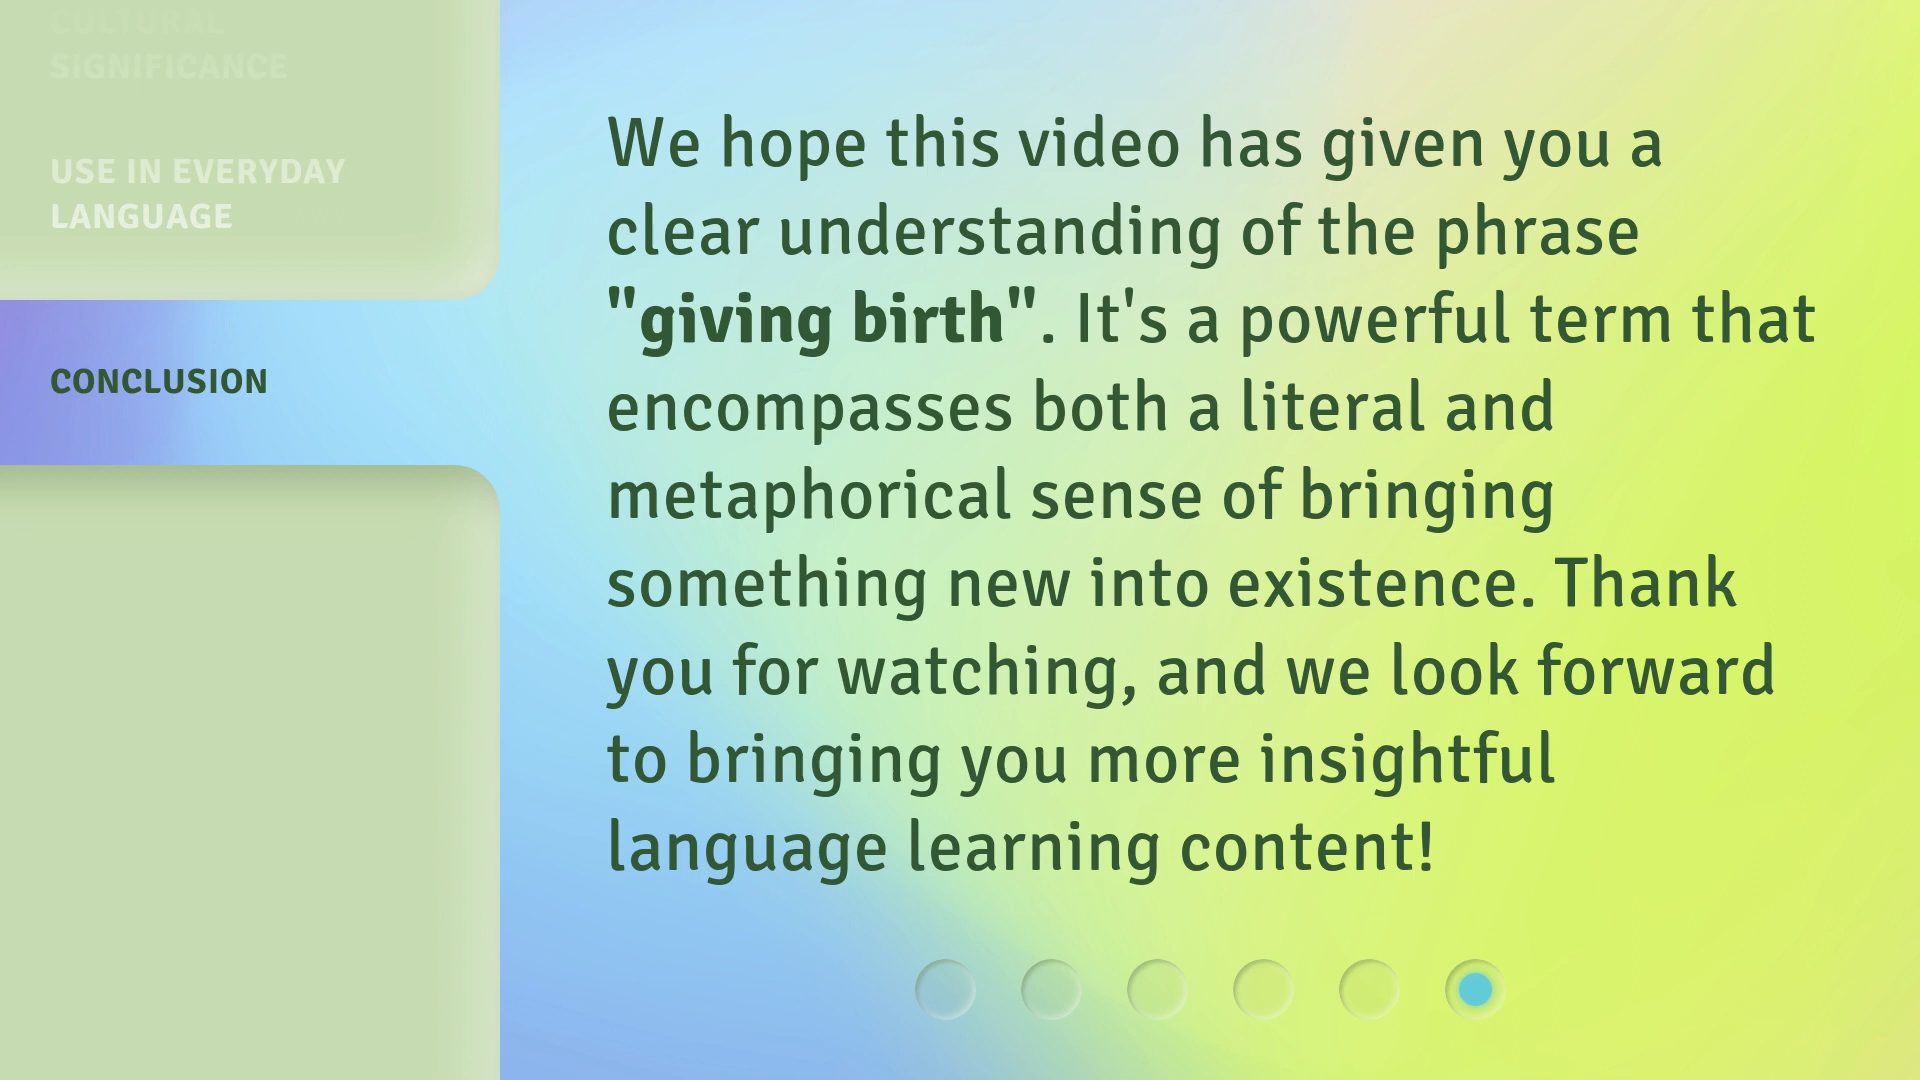 CULTURAL
SIGNIFICANCE
USE IN EVERYDAY
LANGUAGE
CONCLUSION
We hope this video has given you a
clear understanding of the phrase
"giving birth". It's a powerful term that
encompasses both a literal and
metaphorical sense of bringing
something new into existence. Thank
you for watching, and we look forward
to bringing you more insightful
language learning content!